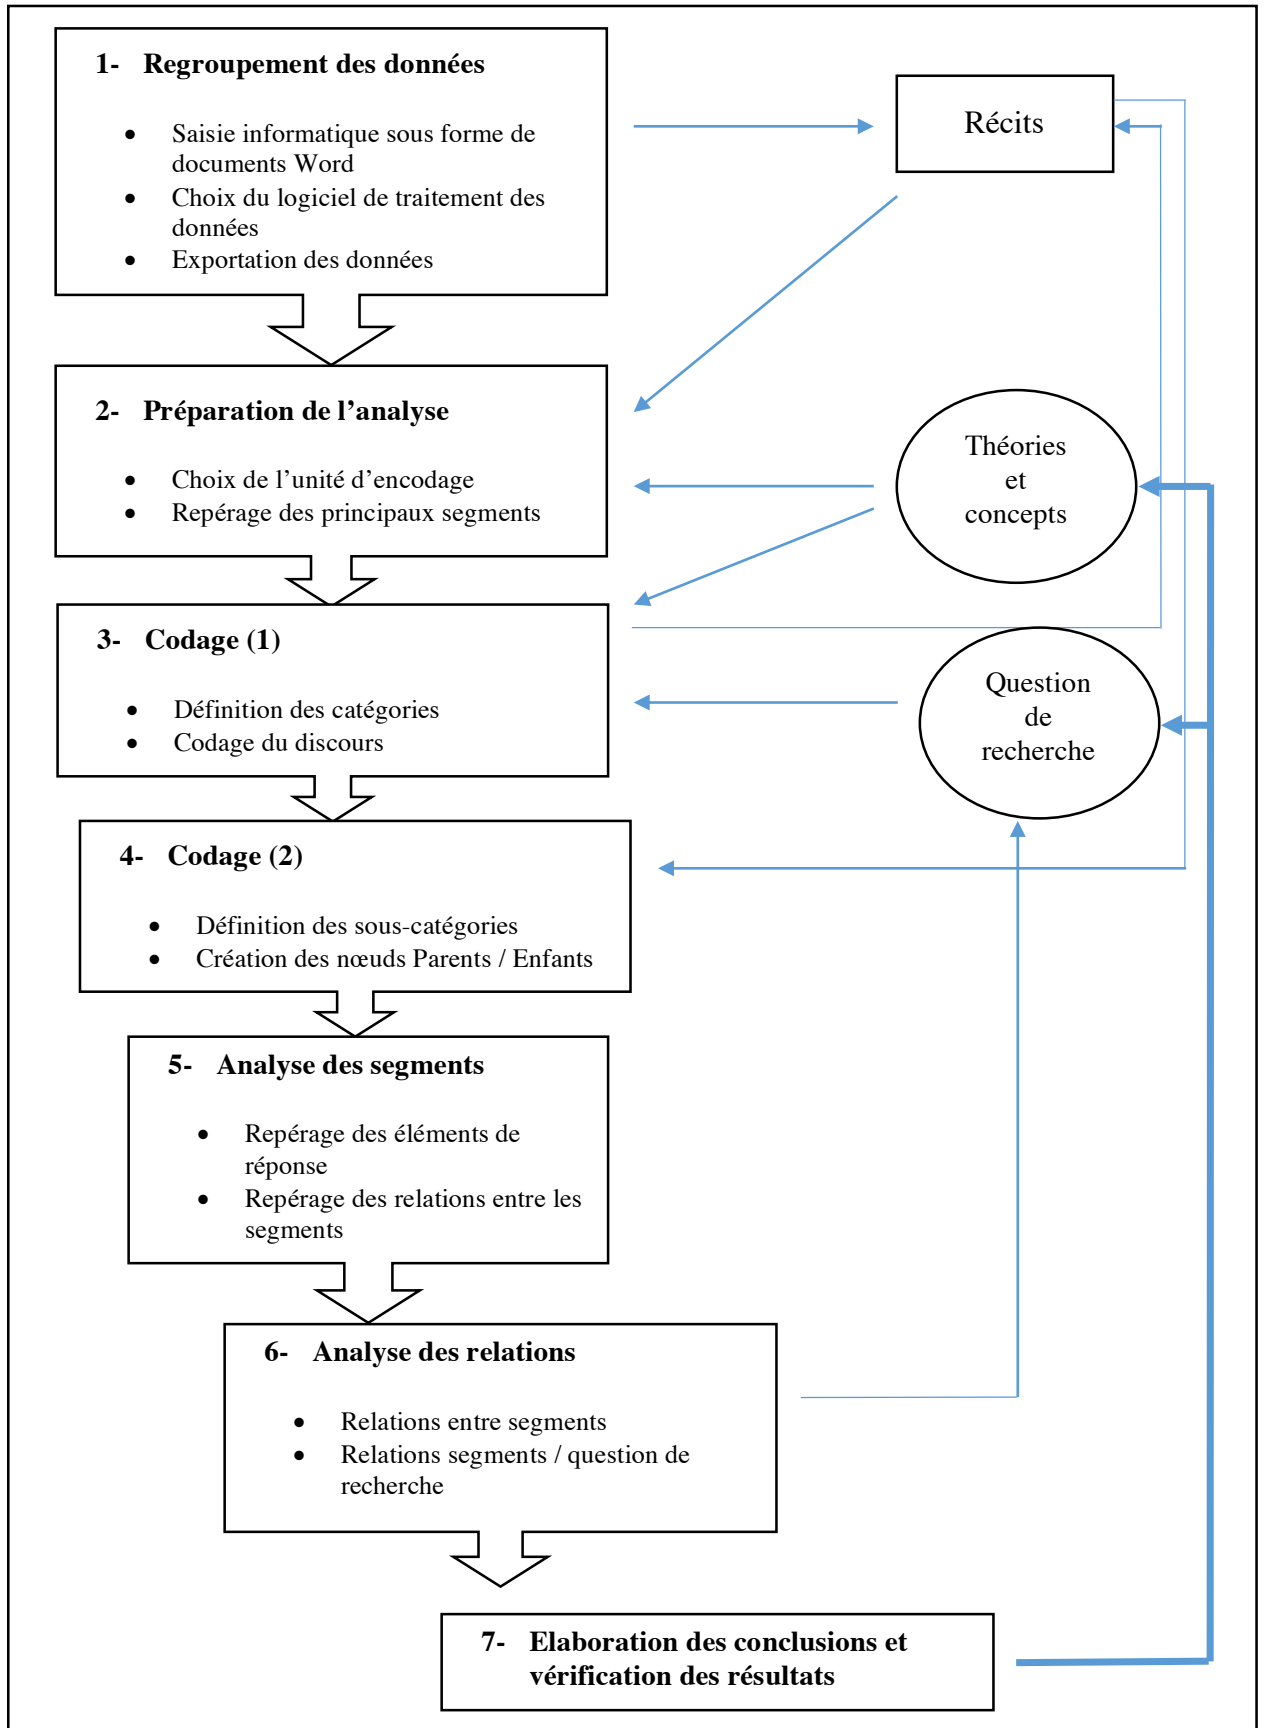 1- Regroupement des données
• Saisie informatique sous forme de
documents Word
• Choix du logiciel de traitement des
données
• Exportation des données
Récits
2- Préparation de l’analyse
• Choix de l’unité d’encodage
• Repérage des principaux segments
Théories
et
concepts
3- Codage (1)
• Définition des catégories
• Codage du discours
Question
de
recherche
4- Codage (2)
• Définition des sous-catégories
• Création des nœuds Parents / Enfants
5- Analyse des segments
• Repérage des éléments de
réponse
• Repérage des relations entre les
segments
6- Analyse des relations
• Relations entre segments
• Relations segments / question de
recherche
7- Elaboration des conclusions et
vérification des résultats